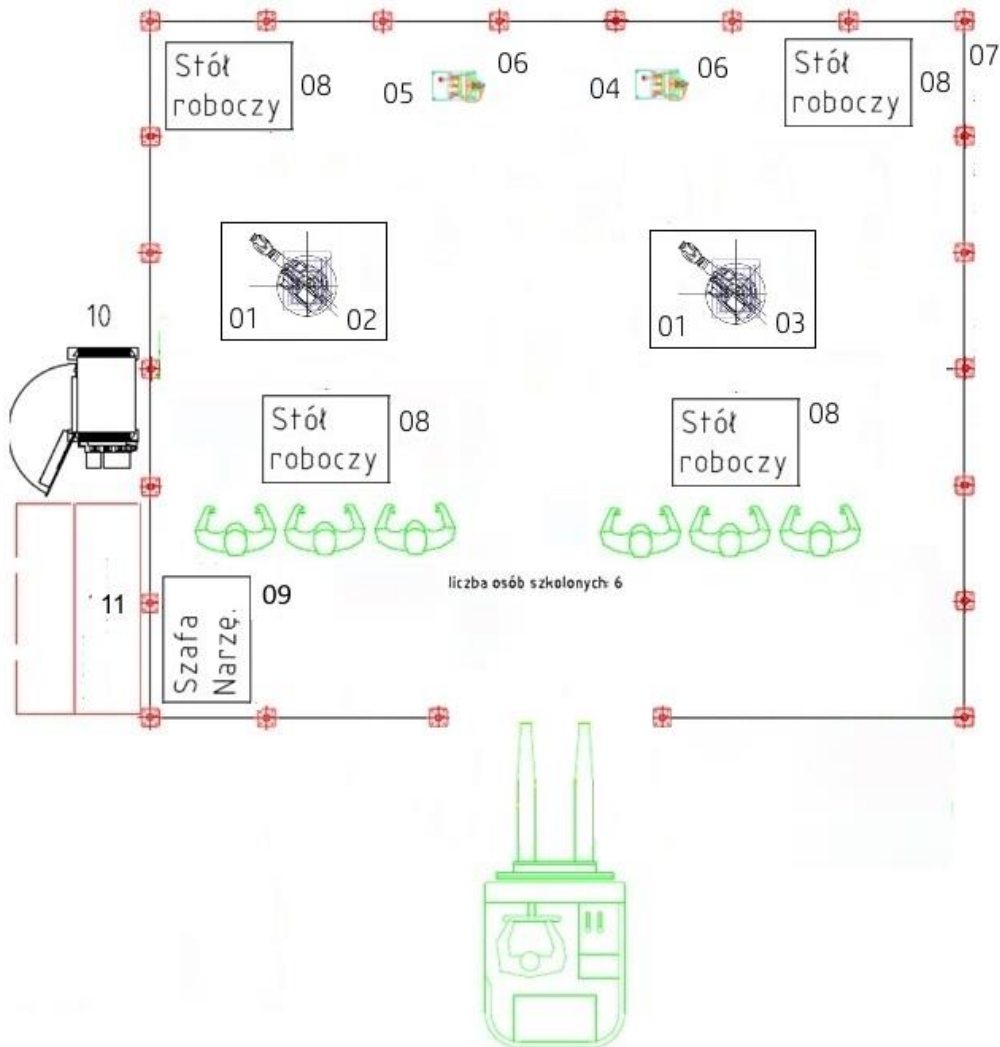 06
06
07
Stół
roboczy
08
05
04
Stół
roboczy
08
01
02
01
03
10
Stół
roboczy
08
Stół
roboczy
08
liczba osób szkolonych: 6
11
Szafa
Narzę.
09